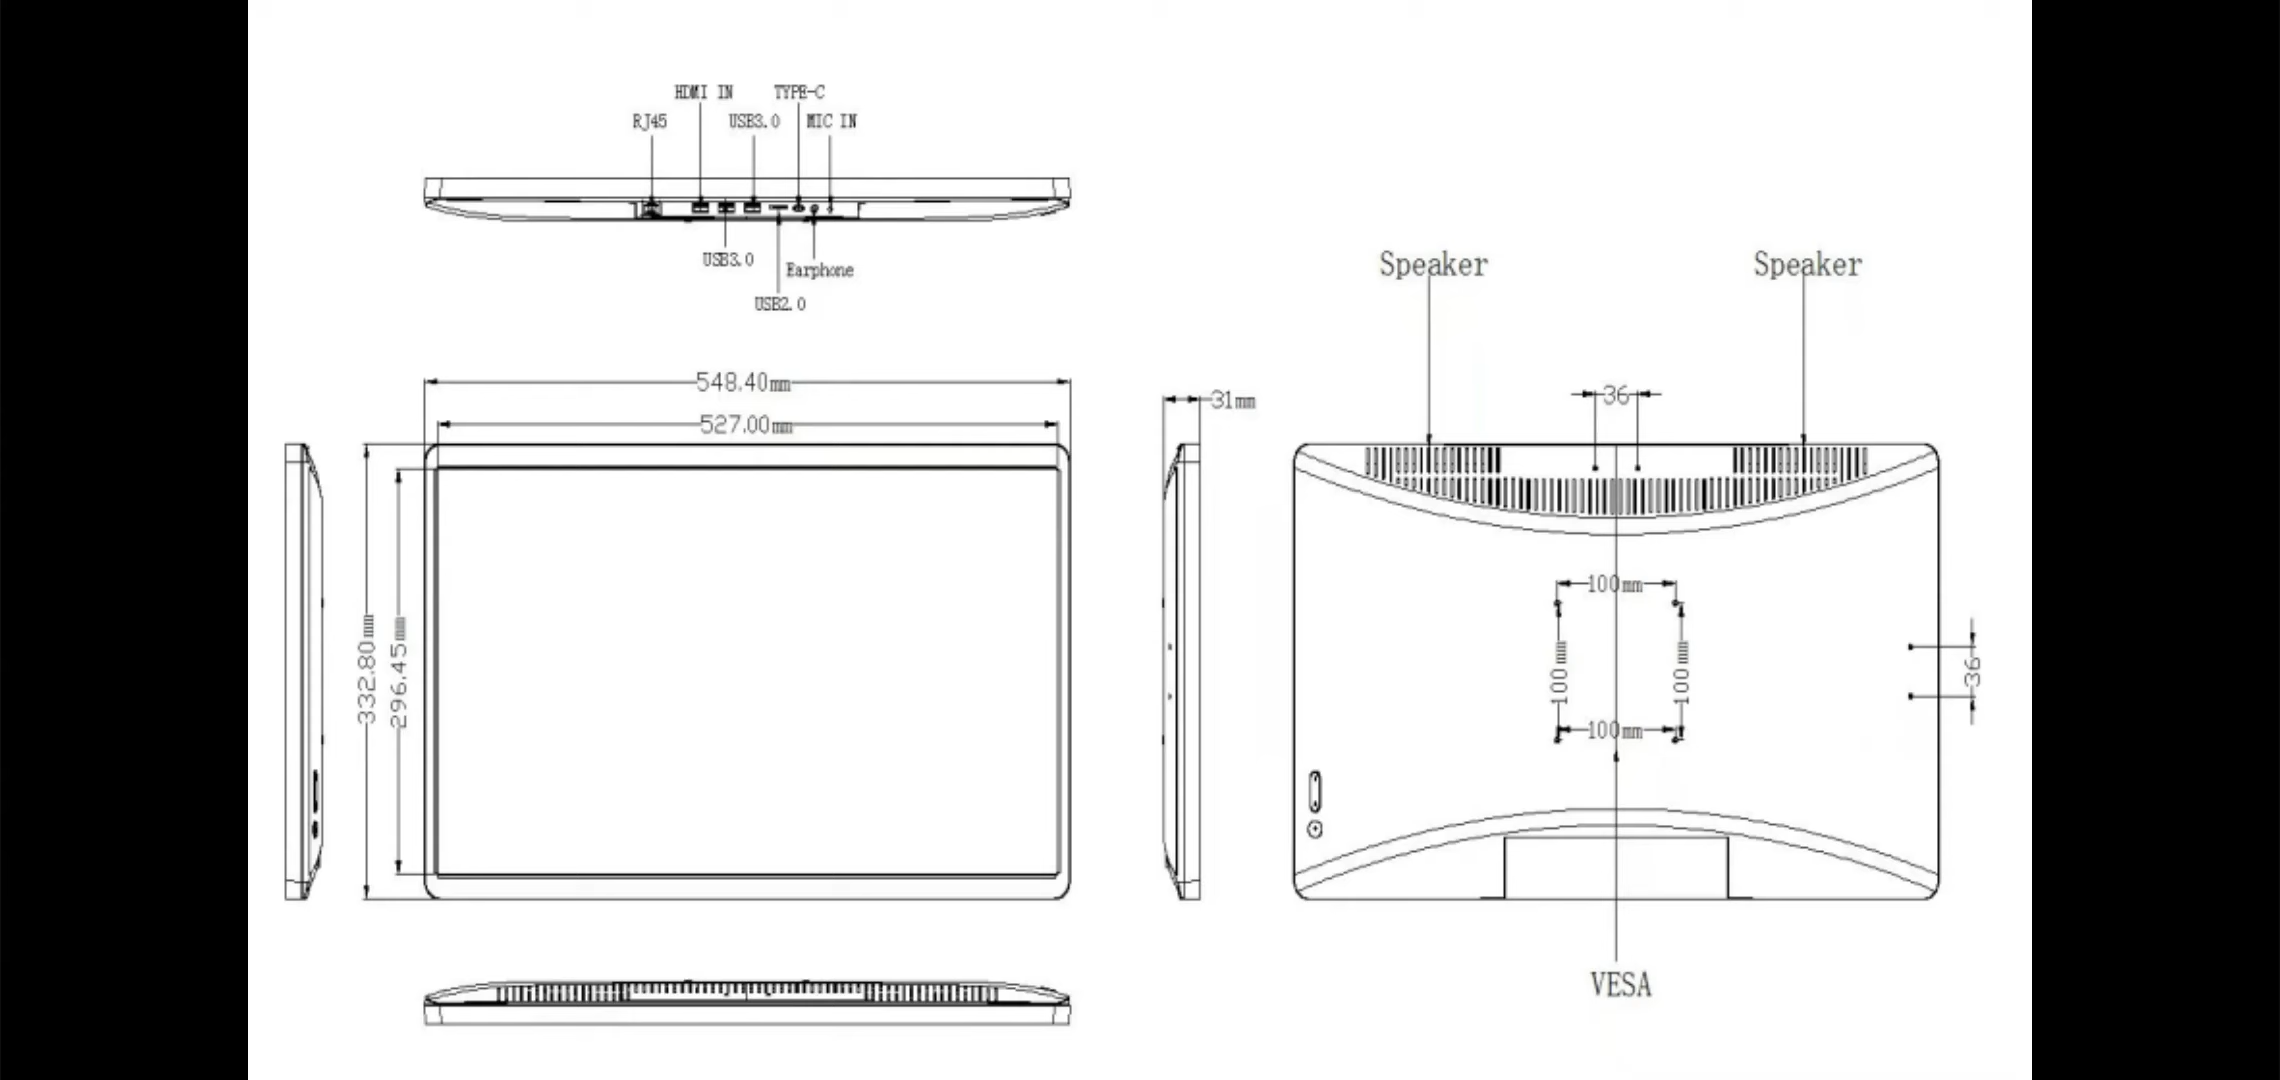 HDMI IN
TYPE-C
RJ45
USB3.0
MIC IN
USB3.0
Earphone
USB2.0
Speaker
Speaker
548.40mm
36
31mm
527.00mm
100mm
332.80mm
296.45mm
100mm
100mm
36
100mm
VESA